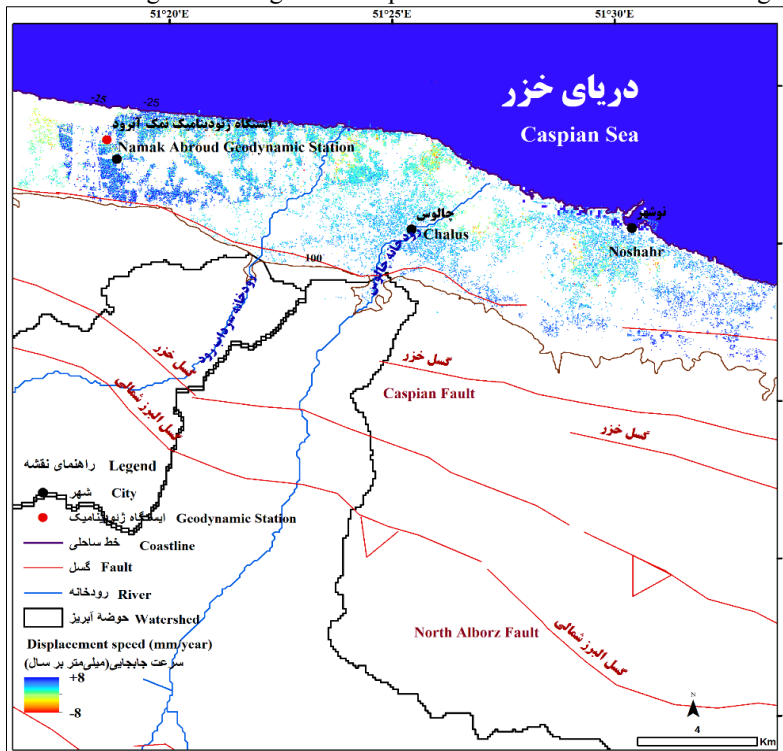 51°20'E
51°25'E
51°30'E
-25
-25
دریای خزر
Caspian Sea
ایستگاه ژئودینامیک نمک آبرود
Namak Abroud Geodynamic Station
چالوس
Chalus
نوشهر
Noshahr
100
رودخانه سرداب رود
گسل خزر
گسل البرز شمالی
گسل خزر
Caspian Fault
گسل خزر
North Alborz Fault
گسل البرز شمالی
راهنمای نقشه Legend
شهر City
ایستگاه ژئودینامیک Geodynamic Station
خط ساحلی Coastline
گسل Fault
رودخانه River
حوضه آبریز Watershed
Displacement speed (mm/year)
سرعت جابجایی(میلی‌متر بر سال)
+8
-8
N
4
Km